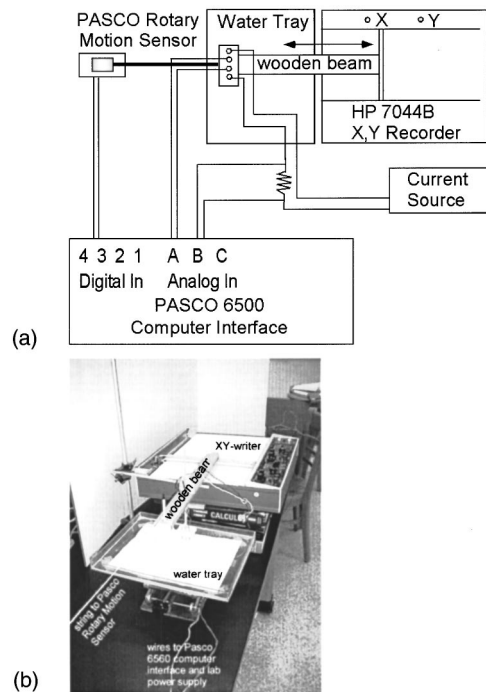 PASCO Rotary
Motion Sensor
Water Tray
X Y
wooden beam
HP 7044B
X,Y Recorder
Current
Source
4 3 2 1 A B C
Digital In Analog In
PASCO 6500
Computer Interface
(a)
XY-writer
wooden beam
CALCUL
water tray
string to Pasco
Rotary Motion
Sensor
wires to Pasco
6560 computer
interface and lab
power supply
(b)